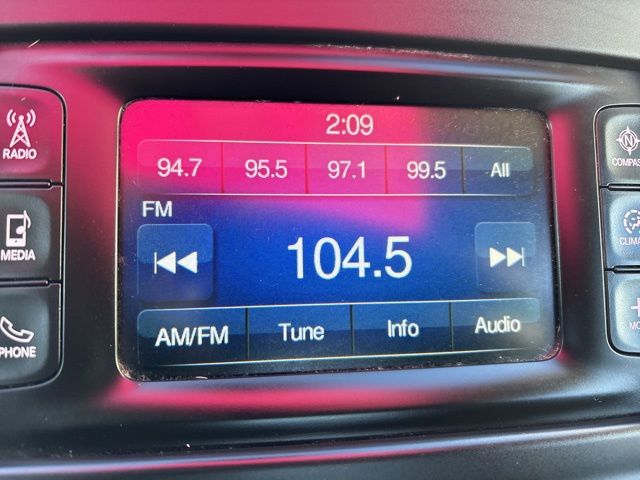 2:09
94.7 95.5 97.1 99.5 All
FM
104.5
AM/FM Tune Info Audio
RADIO
MEDIA
PHONE
N